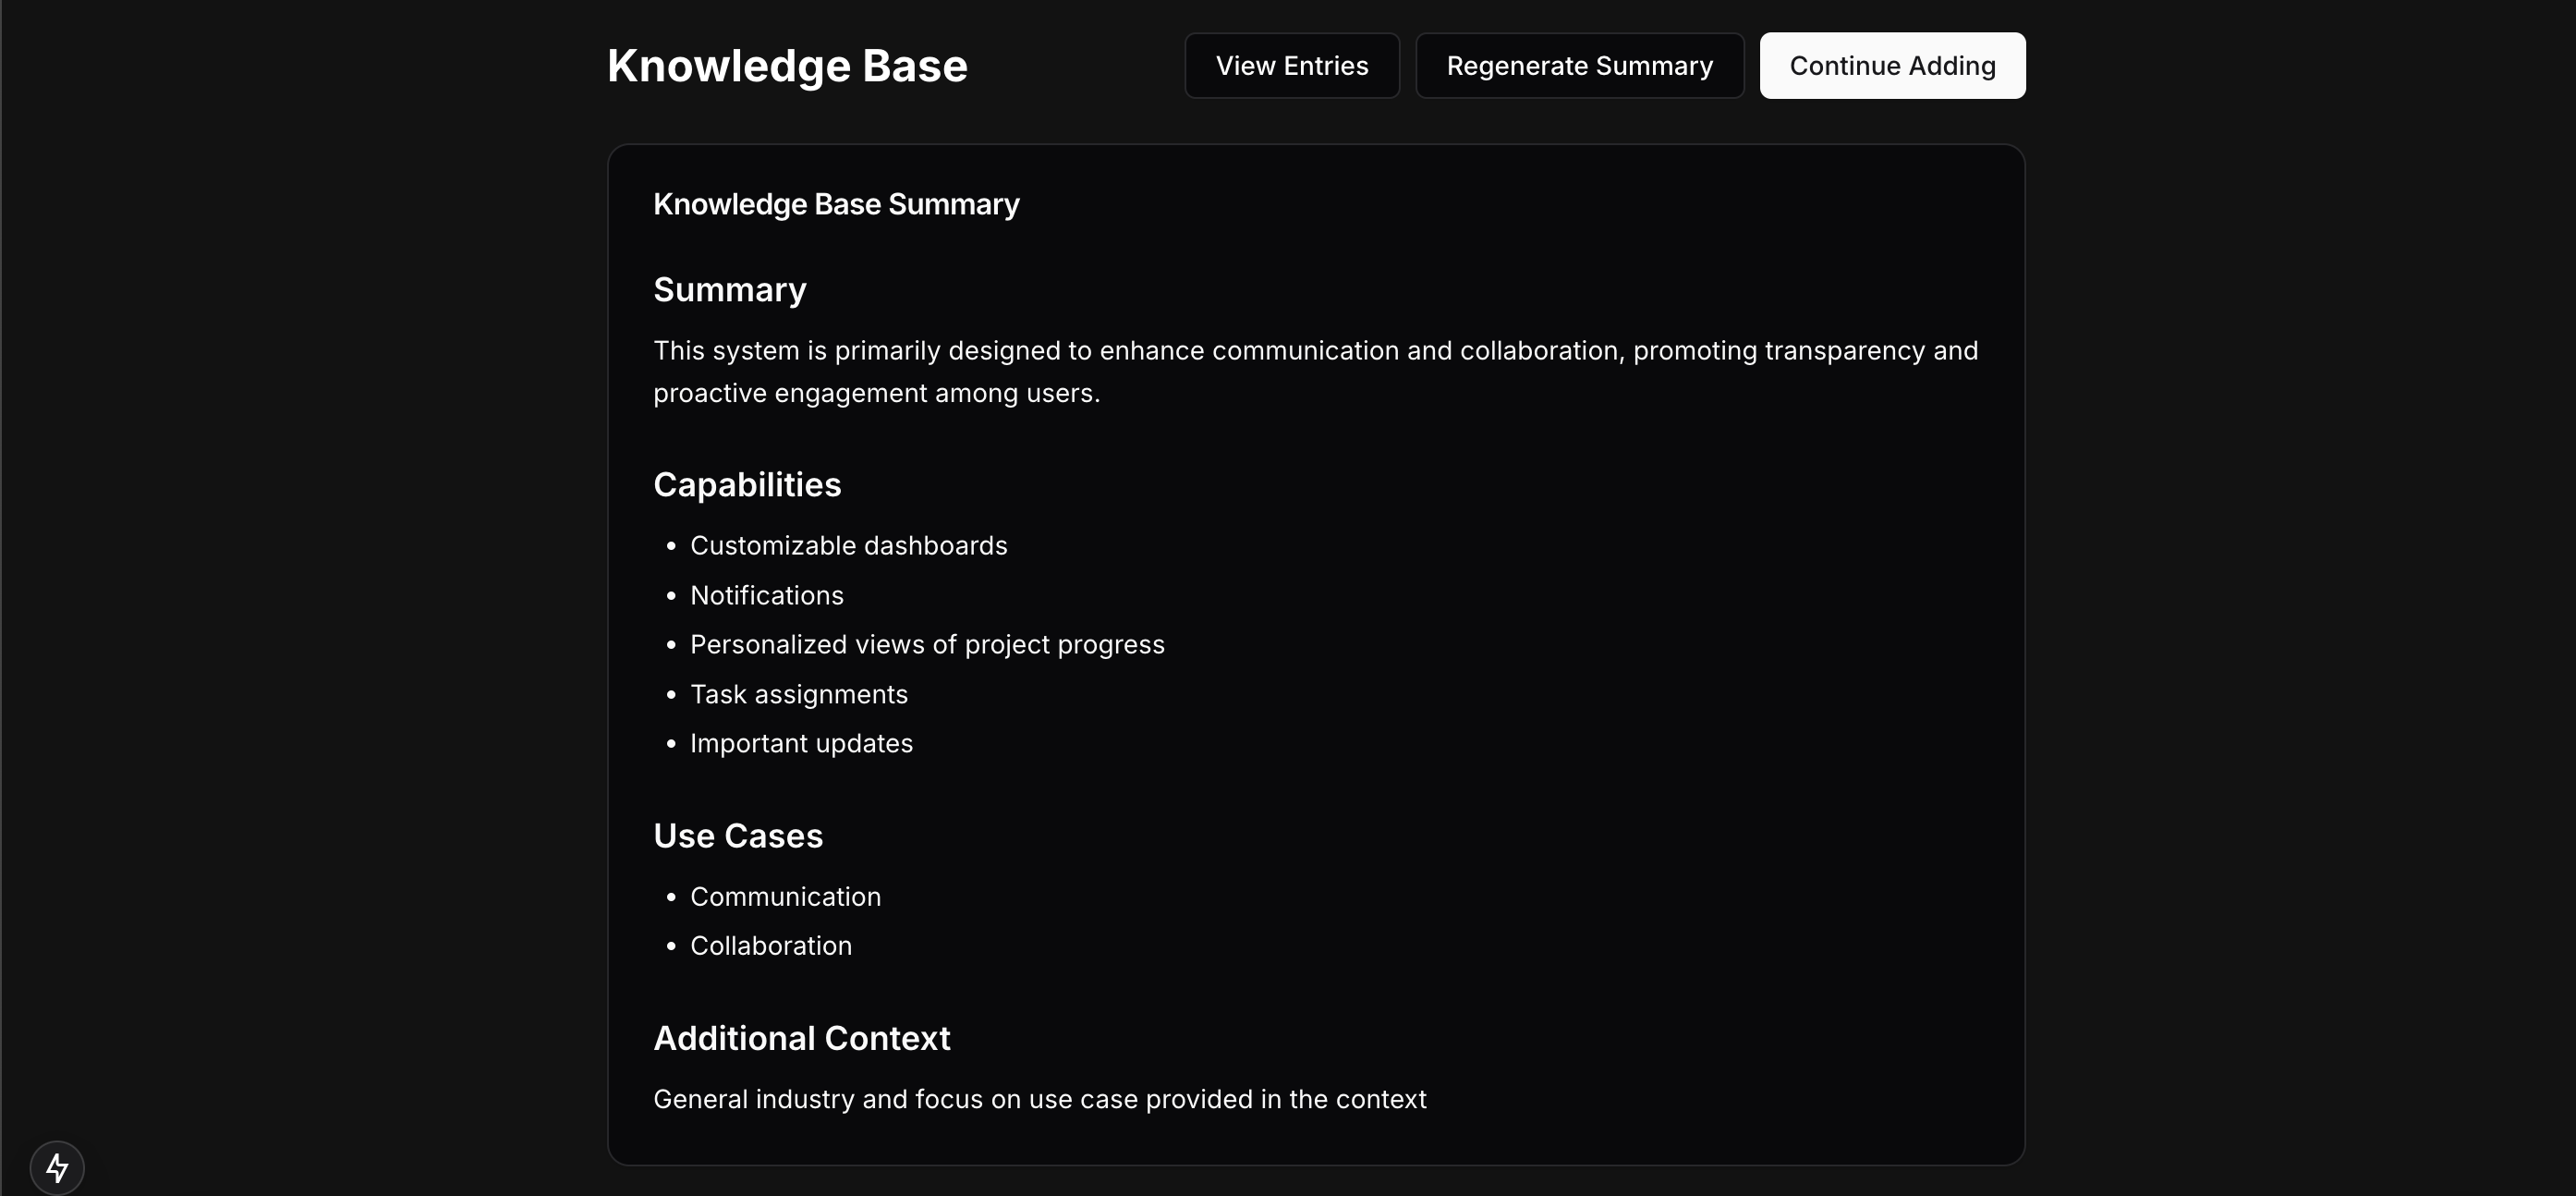 Knowledge Base
View Entries
Regenerate Summary
Continue Adding
Knowledge Base Summary
Summary
This system is primarily designed to enhance communication and collaboration, promoting transparency and
proactive engagement among users.
Capabilities
• Customizable dashboards
• Notifications
• Personalized views of project progress
• Task assignments
• Important updates
Use Cases
• Communication
• Collaboration
Additional Context
General industry and focus on use case provided in the context